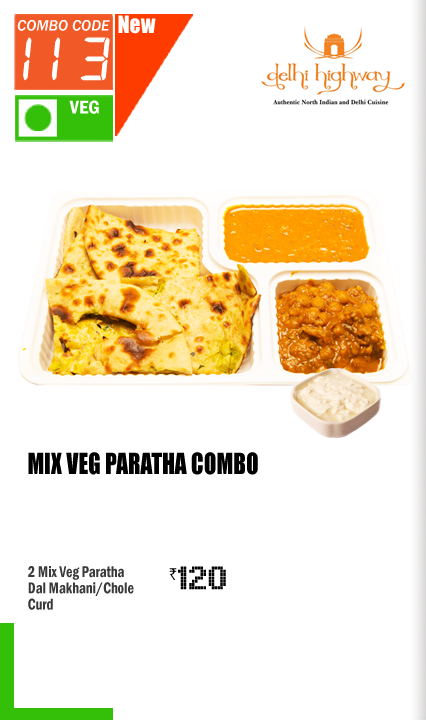 COMBO CODE
113
New
VEG
delhi highway
Authentic North Indian and Delhi Cuisine
MIX VEG PARATHA COMBO
2 Mix Veg Paratha
Dal Makhani/Chole
Curd
₹120